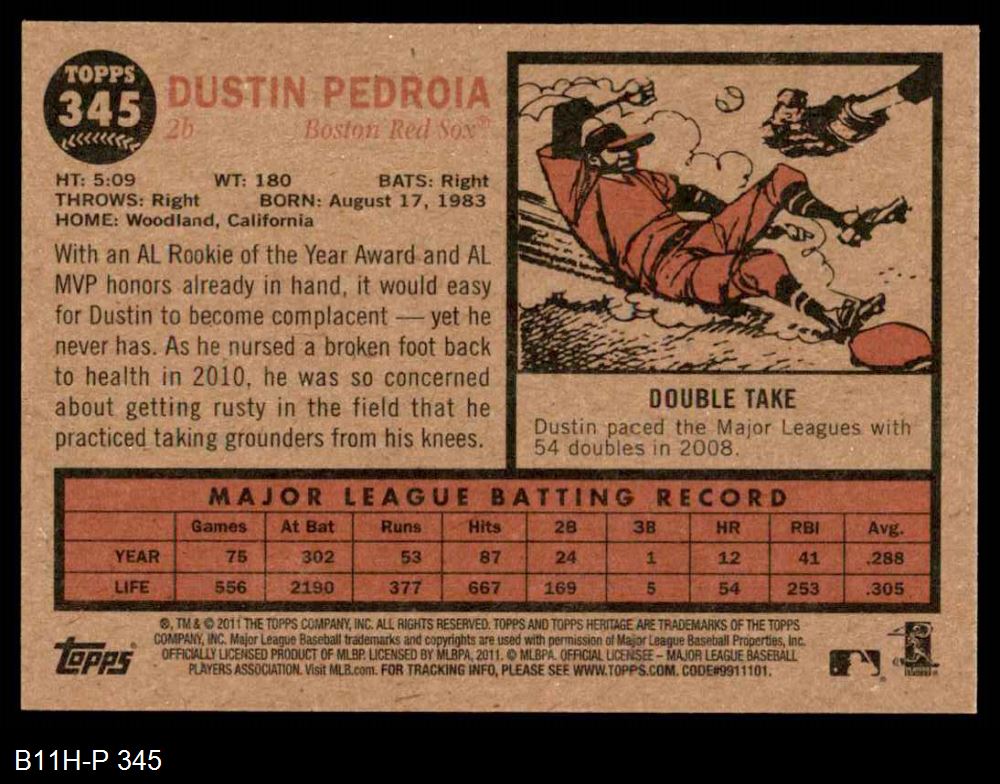 TOPPS
345
DUSTIN PEDROIA
2b Boston Red Sox®
HT: 5:09 WT: 180 BATS: Right
THROWS: Right BORN: August 17, 1983
HOME: Woodland, California
With an AL Rookie of the Year Award and AL
MVP honors already in hand, it would easy
for Dustin to become complacent — yet he
never has. As he nursed a broken foot back
to health in 2010, he was so concerned
about getting rusty in the field that he
practiced taking grounders from his knees.
DOUBLE TAKE
Dustin paced the Major Leagues with
54 doubles in 2008.
MAJOR LEAGUE BATTING RECORD
Games At Bat Runs Hits 2B 3B HR RBI Avg.
YEAR 75 302 53 87 24 1 12 41 .288
LIFE 556 2190 377 667 169 5 54 253 .305
®, TM & © 2011 THE TOPPS COMPANY, INC. ALL RIGHTS RESERVED. TOPPS AND TOPPS HERITAGE ARE TRADEMARKS OF THE TOPPS
COMPANY, INC. Major League Baseball trademarks and copyrights are used with permission of Major League Baseball Properties, Inc.
OFFICIALLY LICENSED PRODUCT OF MLBP. LICENSED BY MLBPA, 2011. © MLBPA. OFFICIAL LICENSEE – MAJOR LEAGUE BASEBALL
PLAYERS ASSOCIATION. Visit MLB.com. FOR TRACKING INFO, PLEASE SEE WWW.TOPPS.COM. CODE#9911101.
Topps
B11H-P 345